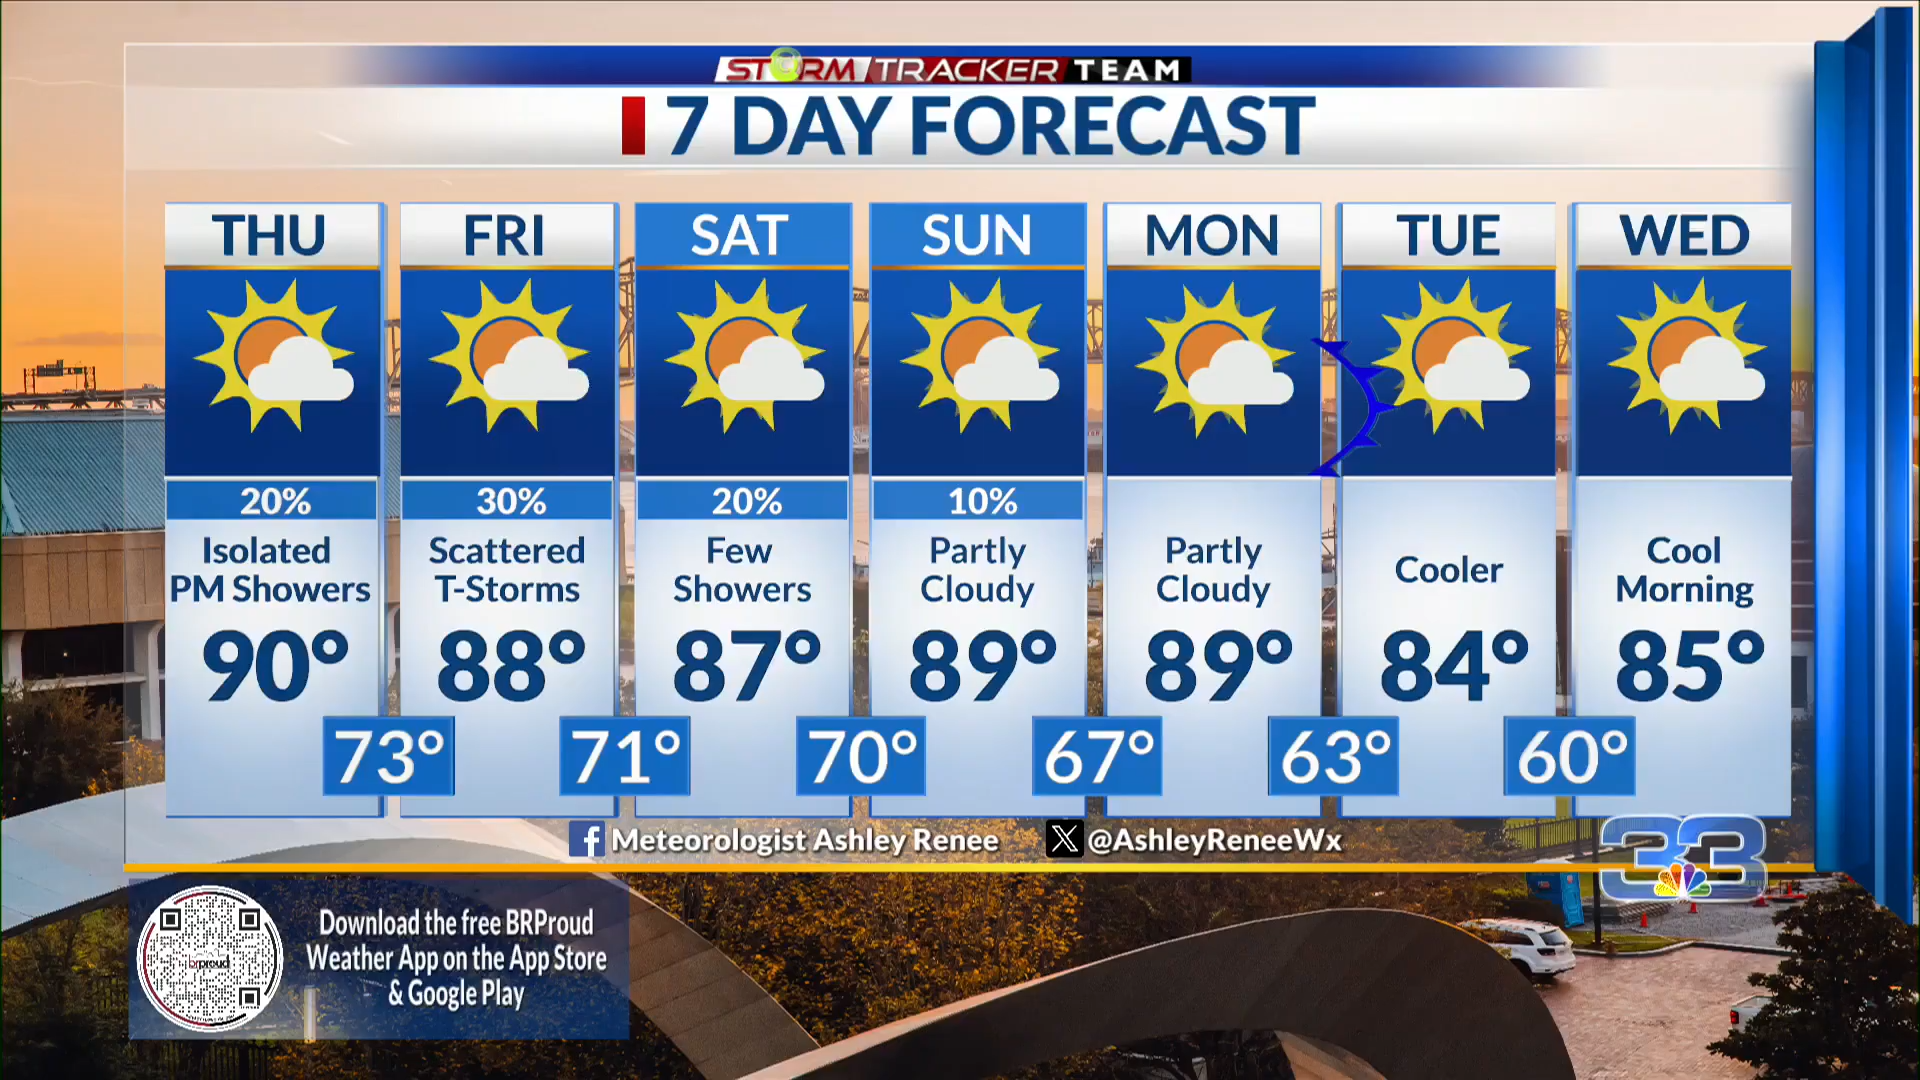 STORM TRACKER TEAM
7 DAY FORECAST
THU FRI SAT SUN MON TUE WED
20% 30% 20% 10%
Isolated PM Showers
Scattered T-Storms
Few Showers
Partly Cloudy
Partly Cloudy
Cooler
Cool Morning
90° 88° 87° 89° 89° 84° 85°
73° 71° 70° 67° 63° 60°
Meteorologist Ashley Renee @AshleyReneeWx
33
Download the free BRProud
Weather App on the App Store
& Google Play
brproud